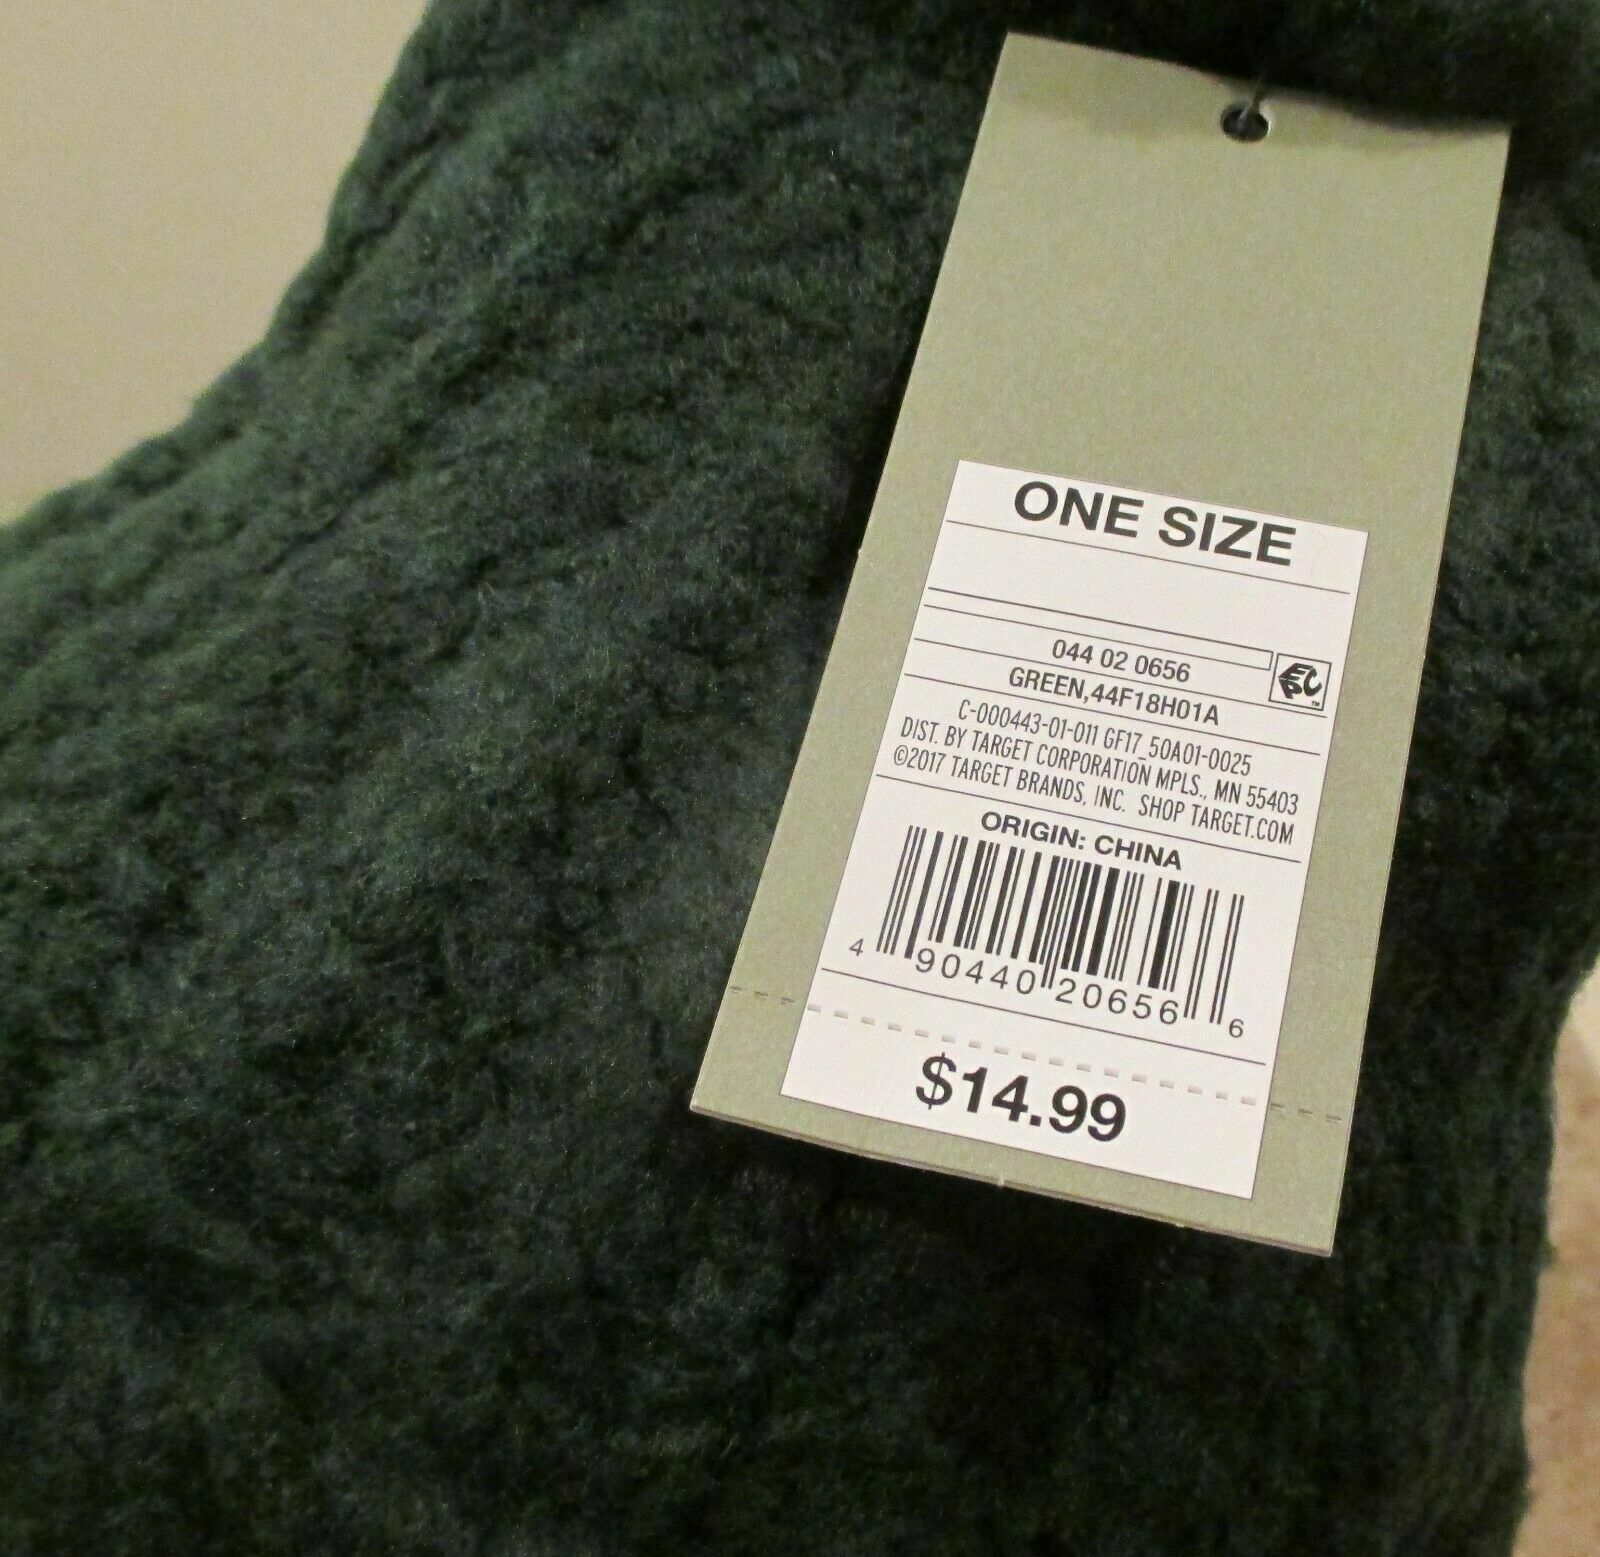 ONE SIZE
044 02 0656
EPC™
GREEN,44F18H01A
C-000443-01-011 GF17_50A01-0025
DIST. BY TARGET CORPORATION MPLS., MN 55403
©2017 TARGET BRANDS, INC. SHOP TARGET.COM
ORIGIN: CHINA
4 90440 20656 6
$14.99